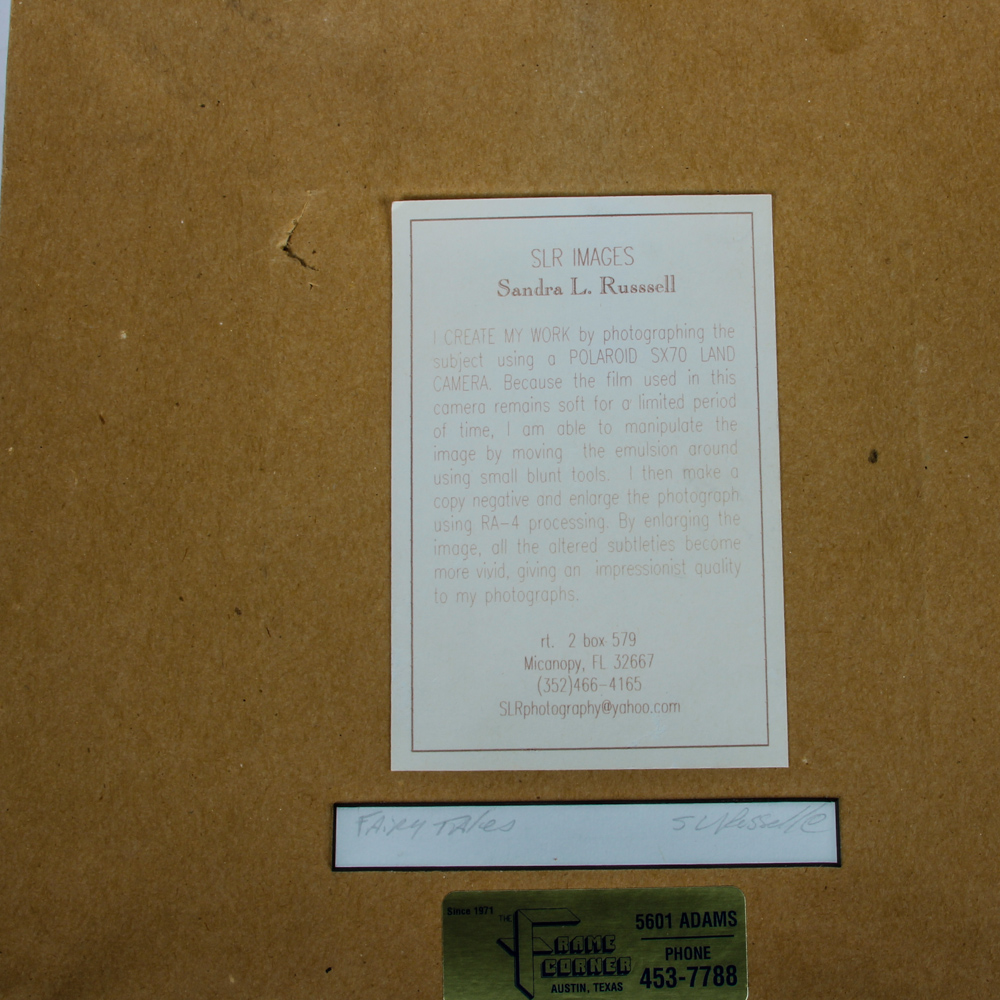 SLR IMAGES
Sandra L. Russsell
I CREATE MY WORK by photographing the
subject using a POLAROID SX70 LAND
CAMERA. Because the film used in this
camera remains soft for a limited period
of time, I am able to manipulate the
image by moving the emulsion around
using small blunt tools. I then make a
copy negative and enlarge the photograph
using RA-4 processing. By enlarging the
image, all the altered subtleties become
more vivid, giving an impressionist quality
to my photographs.
rt. 2 box 579
Micanopy, FL 32667
(352)466-4165
SLRphotography@yahoo.com
Fairy Tales
Since 1971
THE
FRAME
CORNER
AUSTIN, TEXAS
5601 ADAMS
PHONE
453-7788